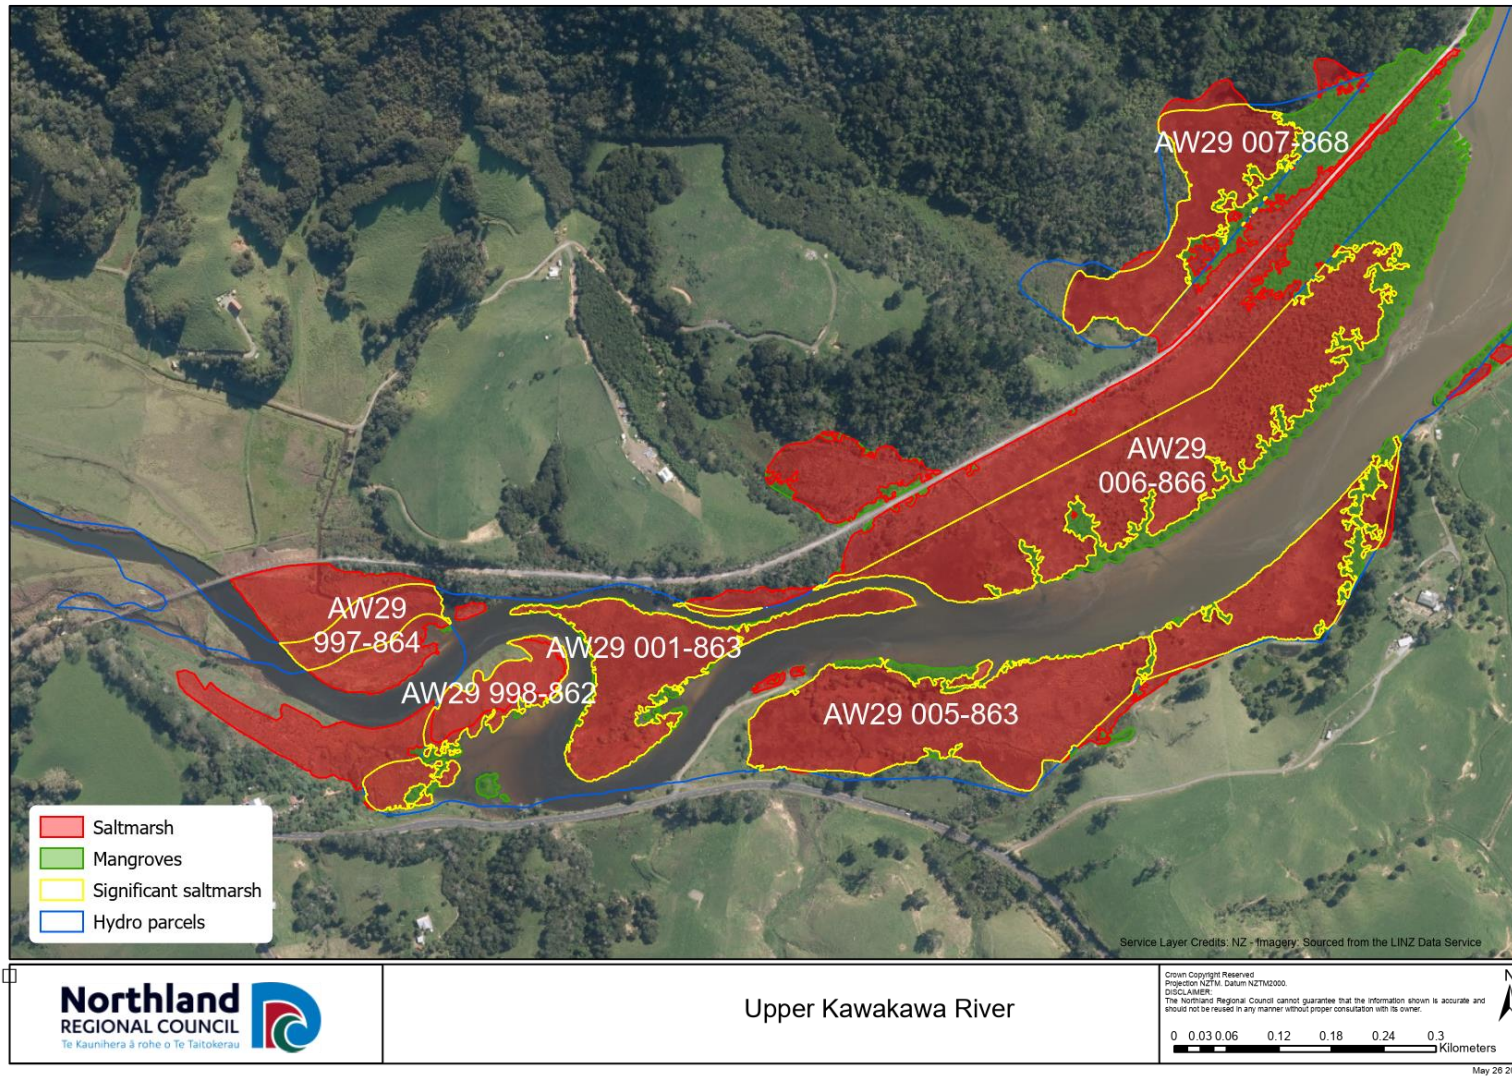 AW29 007-868
AW29
006-866
AW29
997-864
AW29 001-863
AW29 998-862
AW29 005-863
Saltmarsh
Mangroves
Significant saltmarsh
Hydro parcels
Service Layer Credits: NZ - Imagery: Sourced from the LINZ Data Service
Northland
REGIONAL COUNCIL
Te Kaunihera ā rohe o Te Taitokerau
Upper Kawakawa River
Crown Copyright Reserved
Projection NZTM. Datum NZTM2000.
DISCLAIMER:
The Northland Regional Council cannot guarantee that the information shown is accurate and
should not be reused in any manner without proper consultation with its owner.
N
0 0.03 0.06 0.12 0.18 0.24 0.3
Kilometers
May 26